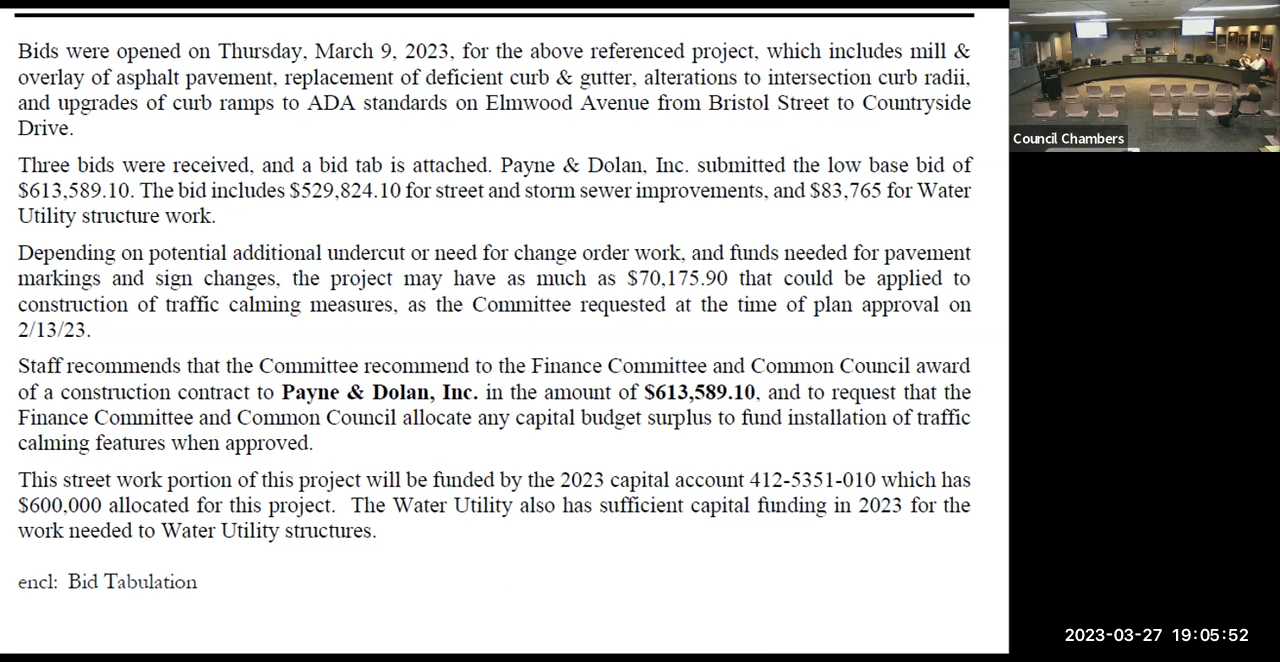 Bids were opened on Thursday, March 9, 2023, for the above referenced project, which includes mill &
overlay of asphalt pavement, replacement of deficient curb & gutter, alterations to intersection curb radii,
and upgrades of curb ramps to ADA standards on Elmwood Avenue from Bristol Street to Countryside
Drive.
Three bids were received, and a bid tab is attached. Payne & Dolan, Inc. submitted the low base bid of
$613,589.10. The bid includes $529,824.10 for street and storm sewer improvements, and $83,765 for Water
Utility structure work.
Depending on potential additional undercut or need for change order work, and funds needed for pavement
markings and sign changes, the project may have as much as $70,175.90 that could be applied to
construction of traffic calming measures, as the Committee requested at the time of plan approval on
2/13/23.
Staff recommends that the Committee recommend to the Finance Committee and Common Council award
of a construction contract to Payne & Dolan, Inc. in the amount of $613,589.10, and to request that the
Finance Committee and Common Council allocate any capital budget surplus to fund installation of traffic
calming features when approved.
This street work portion of this project will be funded by the 2023 capital account 412-5351-010 which has
$600,000 allocated for this project.  The Water Utility also has sufficient capital funding in 2023 for the
work needed to Water Utility structures.
encl:  Bid Tabulation
Council Chambers
2023-03-27 19:05:52